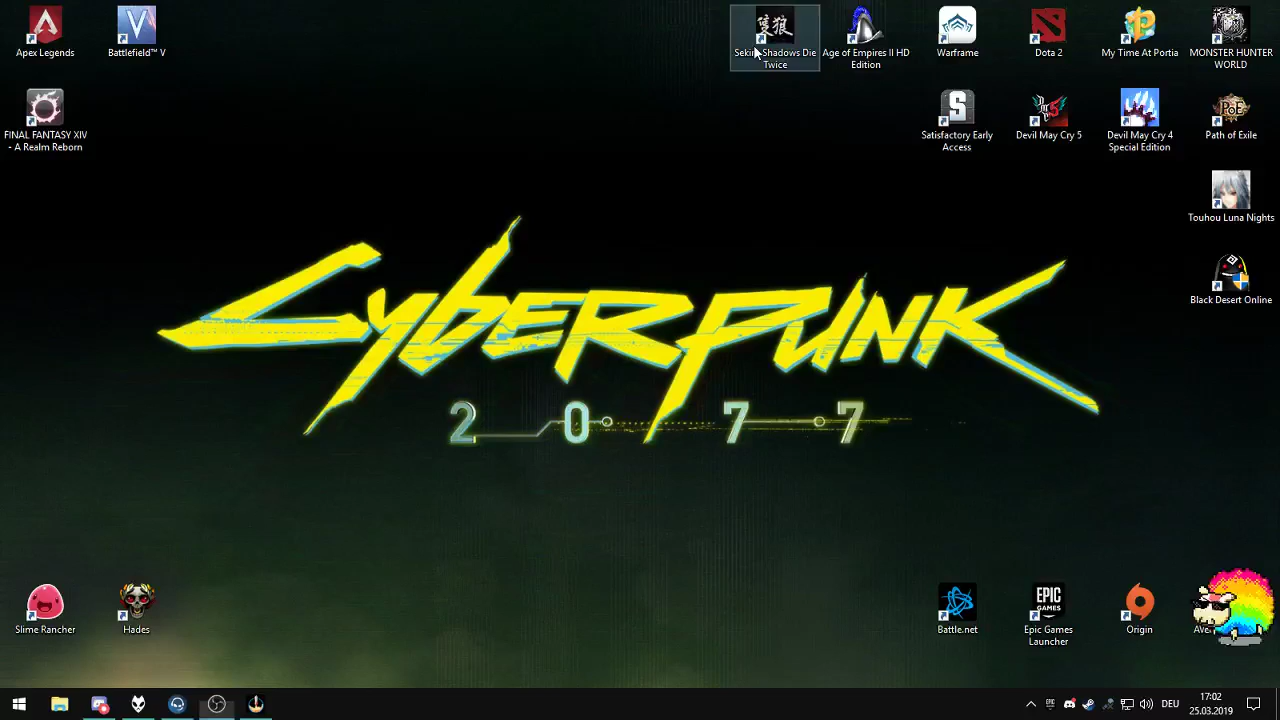 Apex Legends
Battlefield™ V
Sekiro Shadows Die
Twice
Age of Empires II HD
Edition
Warframe
Dota 2
My Time At Portia
MONSTER HUNTER
WORLD
FINAL FANTASY XIV
- A Realm Reborn
S
Satisfactory Early
Access
Devil May Cry 5
Devil May Cry 4
Special Edition
PoE
Path of Exile
Touhou Luna Nights
Black Desert Online
CYBERPUNK
2077
Slime Rancher
Hades
Battle.net
EPIC
GAMES
Epic Games
Launcher
Origin
DEU
17:02
25.03.2019